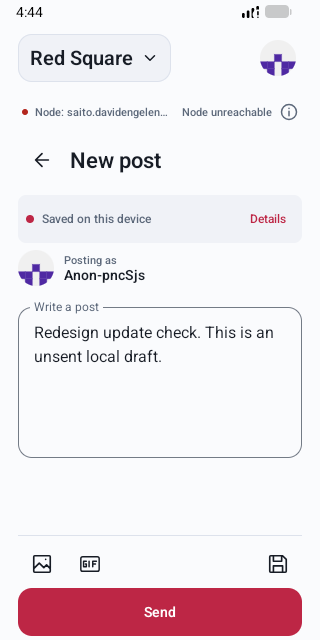 4:44
Red Square
Node: saito.davidengelen... Node unreachable
New post
Saved on this device Details
Posting as
Anon-pncSjs
Write a post
Redesign update check. This is an
unsent local draft.
GIF
Send